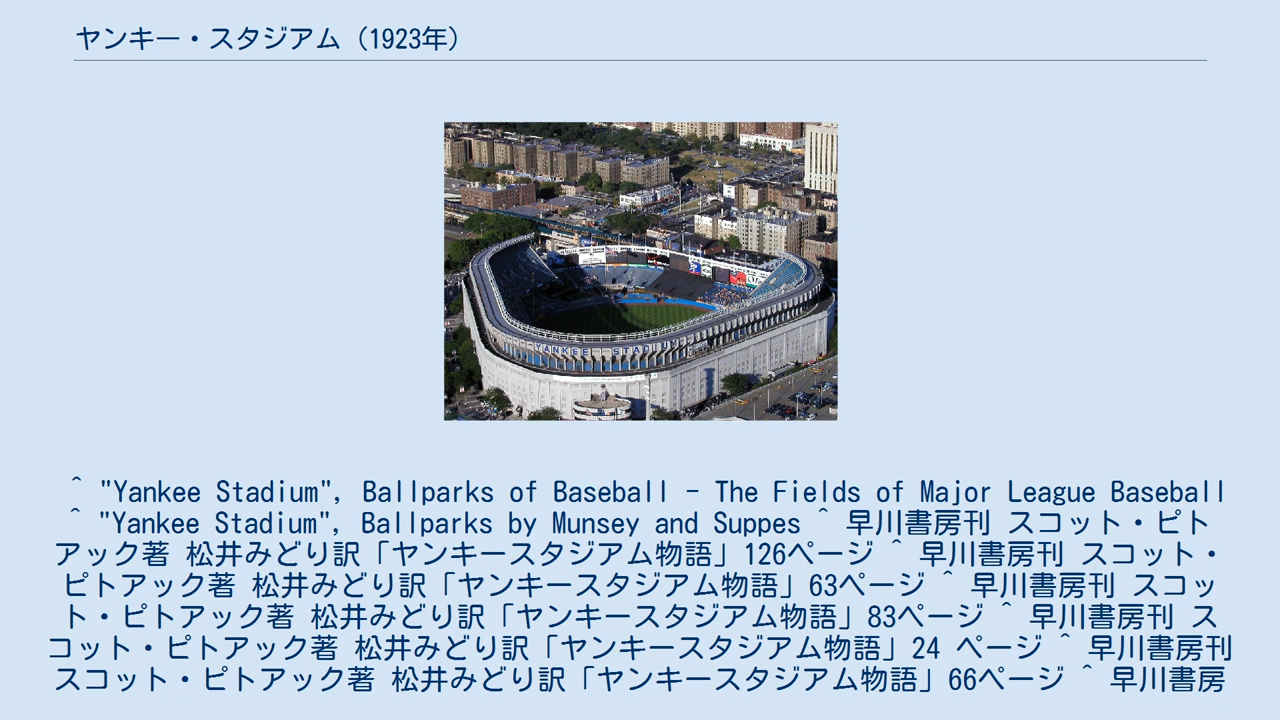 ヤンキー・スタジアム（1923年）
YANKEE STADIUM
^ "Yankee Stadium", Ballparks of Baseball - The Fields of Major League Baseball
^ "Yankee Stadium", Ballparks by Munsey and Suppes ^ 早川書房刊 スコット・ピト
アック著 松井みどり訳「ヤンキースタジアム物語」126ページ ^ 早川書房刊 スコット・
ピトアック著 松井みどり訳「ヤンキースタジアム物語」63ページ ^ 早川書房刊 スコッ
ト・ピトアック著 松井みどり訳「ヤンキースタジアム物語」83ページ ^ 早川書房刊 ス
コット・ピトアック著 松井みどり訳「ヤンキースタジアム物語」24 ページ ^ 早川書房刊
スコット・ピトアック著 松井みどり訳「ヤンキースタジアム物語」66ページ ^ 早川書房